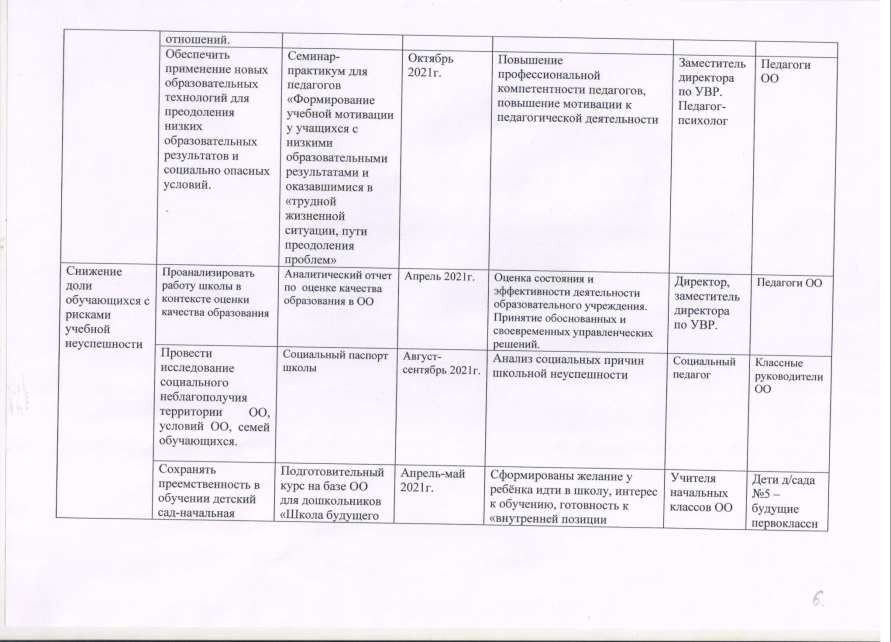 отношений.
Обеспечить
применение новых
образовательных
технологий для
преодоления
низких
образовательных
результатов и
социально опасных
условий.
Семинар-
практикум для
педагогов
«Формирование
учебной мотивации
у учащихся с
низкими
образовательными
результатами и
оказавшимися в
«трудной
жизненной
ситуации, пути
преодоления
проблем»
Октябрь
2021г.
Повышение
профессиональной
компетентности педагогов,
повышение мотивации к
педагогической деятельности
Заместитель
директора
по УВР.
Педагог-
психолог
Педагоги
ОО
Снижение
доли
обучающихся с
рисками
учебной
неуспешности
Проанализировать
работу школы в
контексте оценки
качества образования
Аналитический отчет
по оценке качества
образования в ОО
Апрель 2021г.
Оценка состояния и
эффективности деятельности
образовательного учреждения.
Принятие обоснованных и
своевременных управленческих
решений.
Директор,
заместитель
директора
по УВР.
Педагоги ОО
Провести
исследование
социального
неблагополучия
территории ОО,
условий ОО, семей
обучающихся.
Социальный паспорт
школы
Август-
сентябрь 2021г.
Анализ социальных причин
школьной неуспешности
Социальный
педагог
Классные
руководители
ОО
Сохранять
преемственность в
обучении детский
сад-начальная
Подготовительный
курс на базе ОО
для дошкольников
«Школа будущего
Апрель-май
2021г.
Сформированы желание у
ребёнка идти в школу, интерес
к обучению, готовность к
«внутренней позиции
Учителя
начальных
классов ОО
Дети д/сада
№5 –
будущие
первоклассн
6